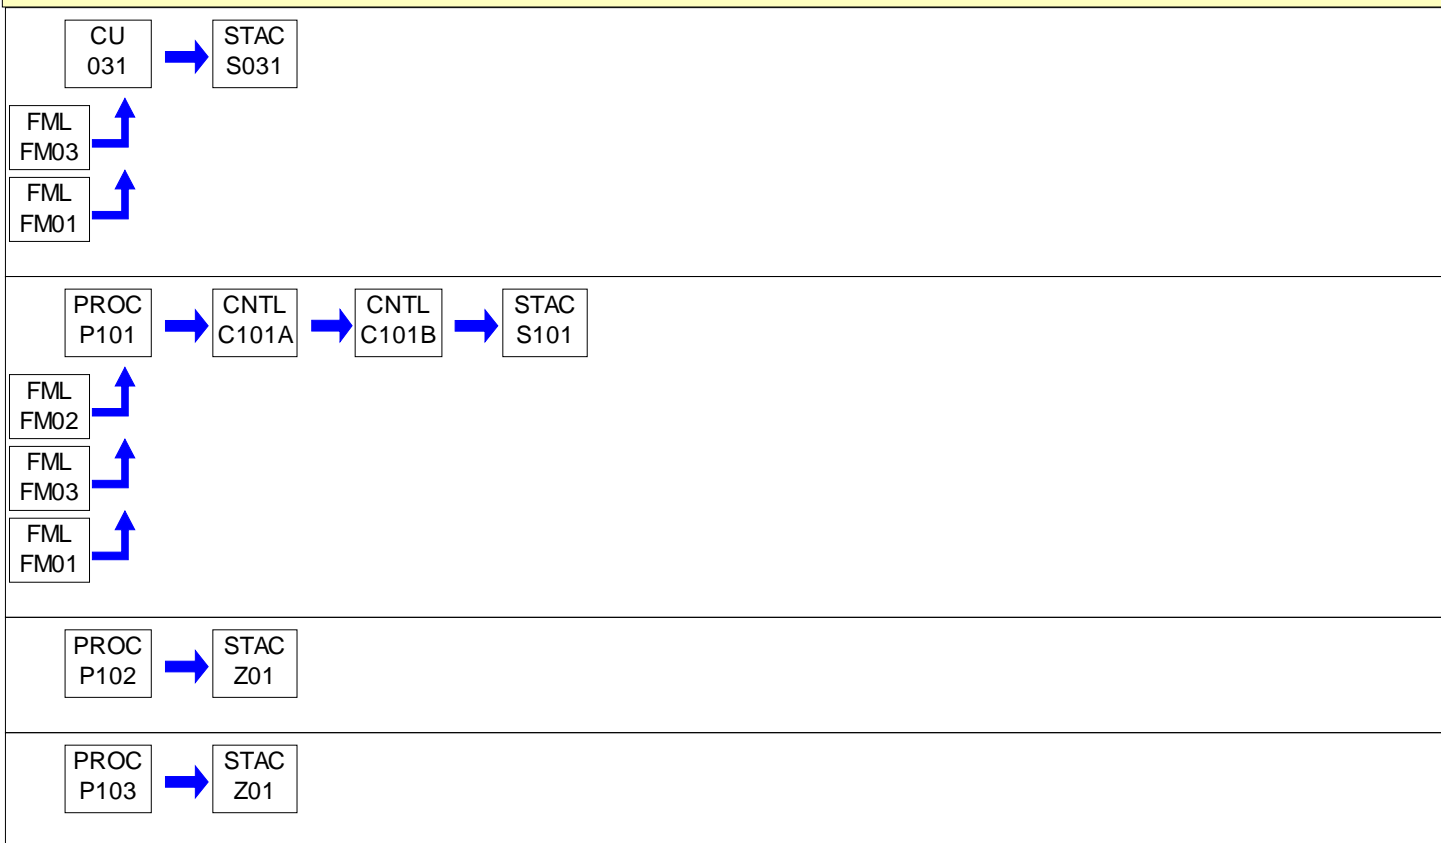 CU
031
STAC
S031
FML
FM03
FML
FM01
PROC
P101
CNTL
C101A
CNTL
C101B
STAC
S101
FML
FM02
FML
FM03
FML
FM01
PROC
P102
STAC
Z01
PROC
P103
STAC
Z01